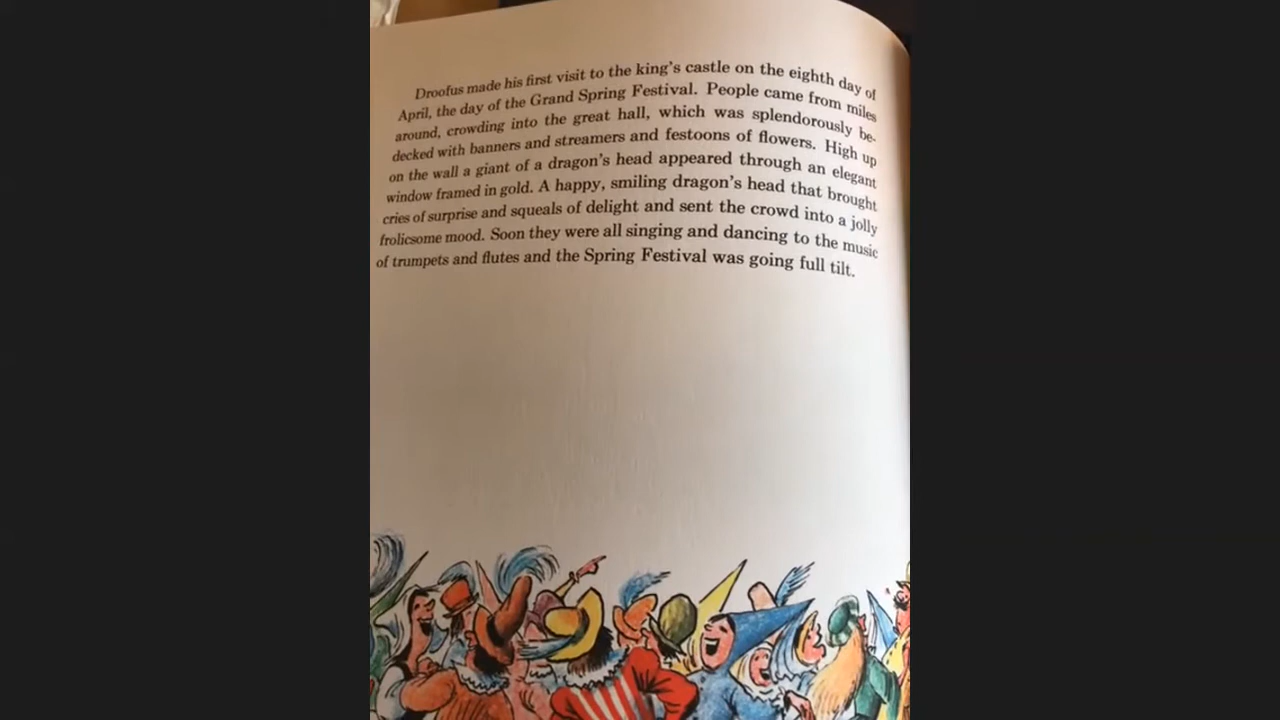 Droofus made his first visit to the king's castle on the eighth day of
April, the day of the Grand Spring Festival. People came from miles
around, crowding into the great hall, which was splendorously be-
decked with banners and streamers and festoons of flowers. High up
on the wall a giant of a dragon's head appeared through an elegant
window framed in gold. A happy, smiling dragon's head that brought
cries of surprise and squeals of delight and sent the crowd into a jolly
frolicsome mood. Soon they were all singing and dancing to the music
of trumpets and flutes and the Spring Festival was going full tilt.